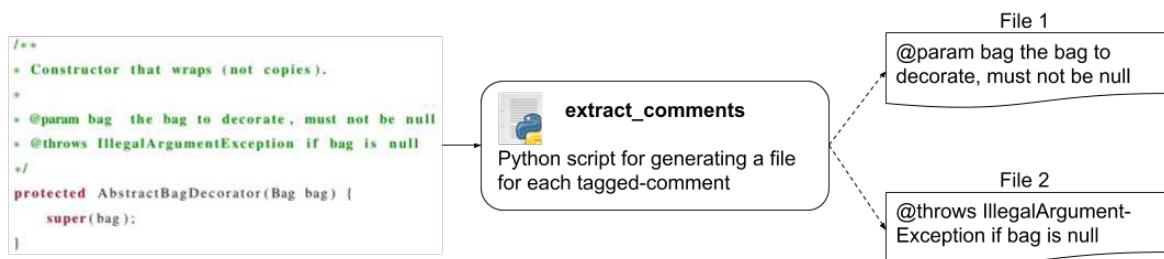 /**
* Constructor that wraps (not copies).
*
* @param bag  the bag to decorate, must not be null
* @throws IllegalArgumentException if bag is null
*/
protected AbstractBagDecorator(Bag bag) {
    super(bag);
}
extract_comments
Python script for generating a file
for each tagged-comment
File 1
@param bag the bag to
decorate, must not be null
File 2
@throws IllegalArgument-
Exception if bag is null